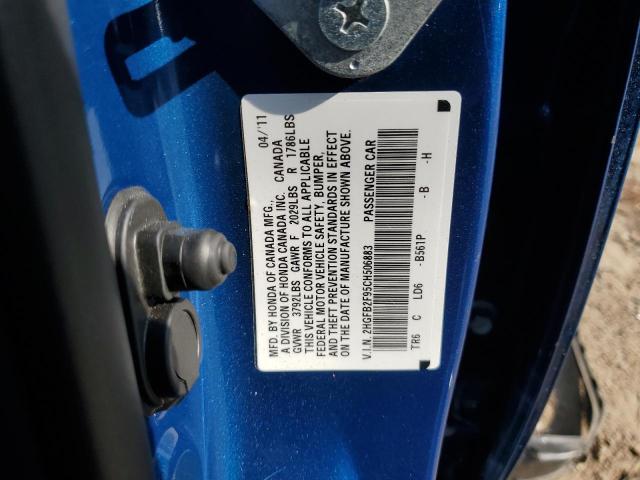 MFD. BY HONDA OF CANADA MFG. 04/'11
A DIVISION OF HONDA CANADA INC. CANADA
GVWR 3792LBS GAWR F 2029LBS R 1786LBS
THIS VEHICLE CONFORMS TO ALL APPLICABLE
FEDERAL MOTOR VEHICLE SAFETY, BUMPER,
AND THEFT PREVENTION STANDARDS IN EFFECT
ON THE DATE OF MANUFACTURE SHOWN ABOVE.
V.I.N. 2HGFB2F95CH506883 PASSENGER CAR
TR6 C LD6 -B561P -B -H